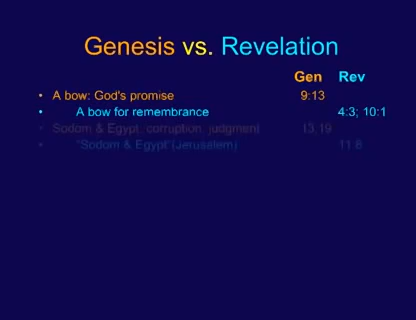 Genesis vs. Revelation
Gen Rev
• A bow: God's promise 9:13
• A bow for remembrance 4:3; 10:1
• Sodom & Egypt: corruption, judgment 13,19
• "Sodom & Egypt"(Jerusalem) 11:8